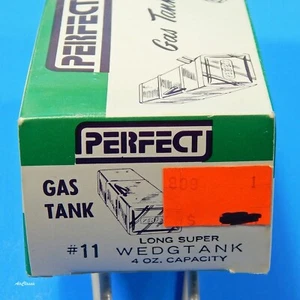 PERFECT
Gas Tank
PERFECT
GAS
TANK
#11
LONG SUPER
WEDGTANK
4 OZ. CAPACITY